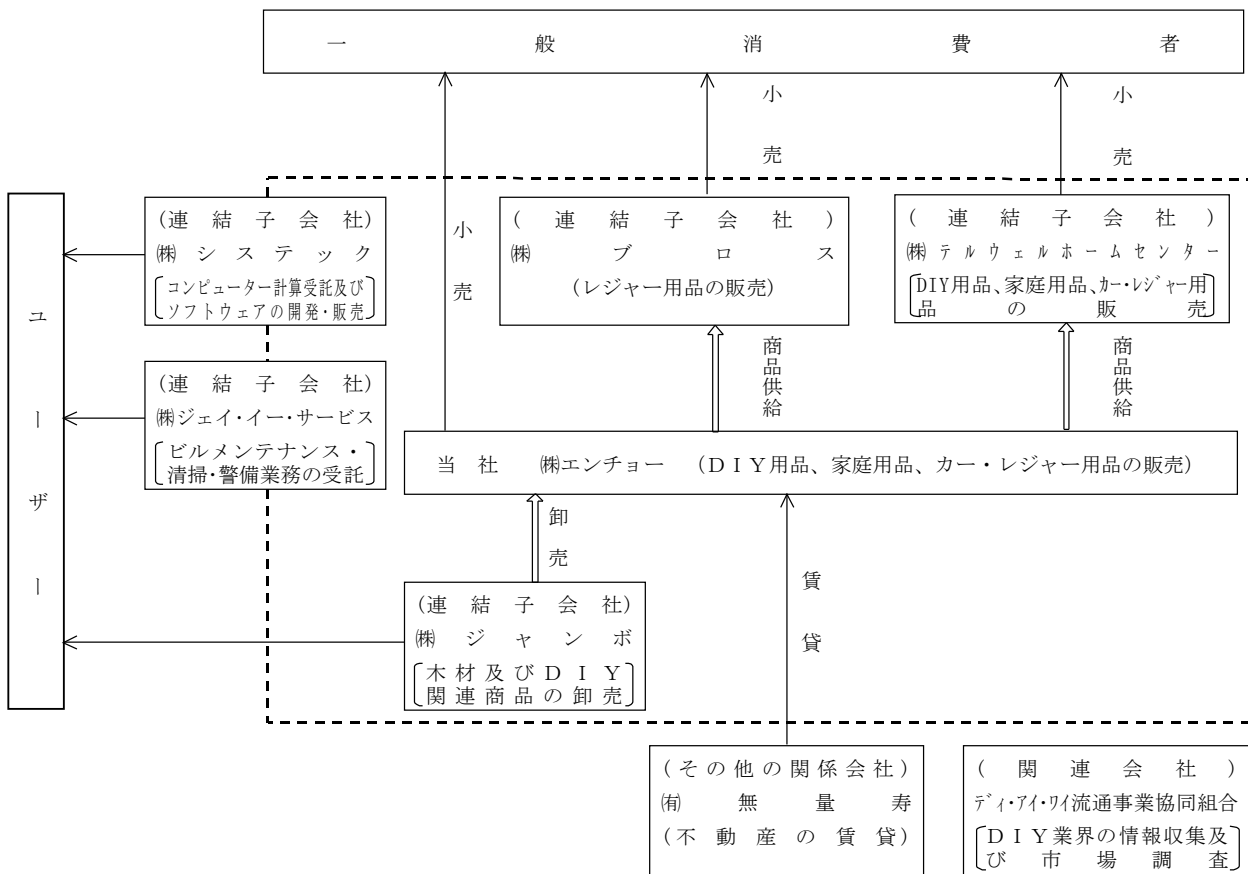 一般消費者
小売
小売
小売
ユーザー
(連結子会社)
㈱システック
コンピューター計算受託及び
ソフトウェアの開発・販売
(連結子会社)
㈱ブロス
(レジャー用品の販売)
(連結子会社)
㈱テルウェルホームセンター
DIY用品、家庭用品、カー・レジャー用
品の販売
(連結子会社)
㈱ジェイ・イー・サービス
ビルメンテナンス・
清掃・警備業務の受託
商品供給
商品供給
当社 ㈱エンチョー (DIY用品、家庭用品、カー・レジャー用品の販売)
卸売
賃貸
(連結子会社)
㈱ジャンボ
木材及びDIY
関連商品の卸売
(その他の関係会社)
㈲無量寿
(不動産の賃貸)
(関連会社)
ディ・アイ・ワイ流通事業協同組合
DIY業界の情報収集及
び市場調査